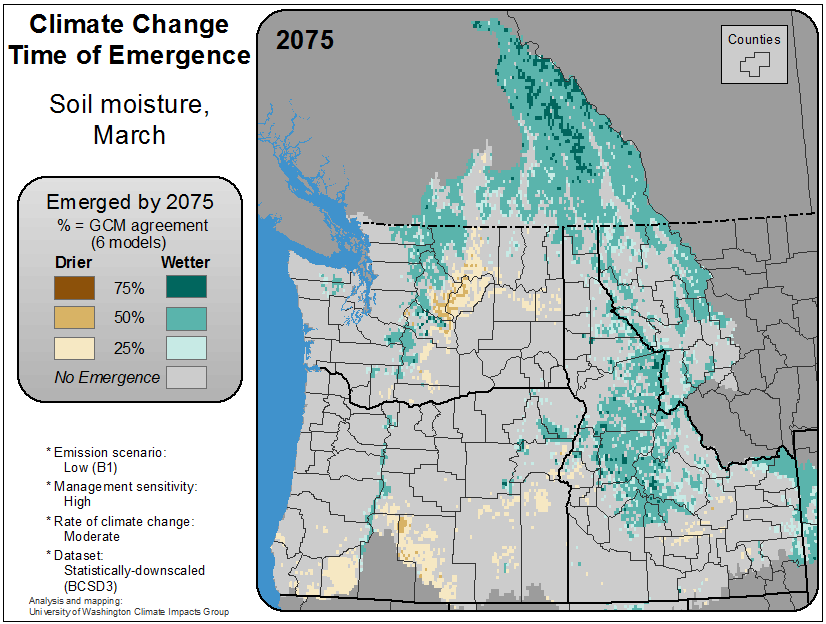 Climate Change
Time of Emergence
Soil moisture,
March
Emerged by 2075
% = GCM agreement
(6 models)
Drier Wetter
75%
50%
25%
No Emergence
* Emission scenario:
Low (B1)
* Management sensitivity:
High
* Rate of climate change:
Moderate
* Dataset:
Statistically-downscaled
(BCSD3)
Analysis and mapping:
University of Washington Climate Impacts Group
2075
Counties